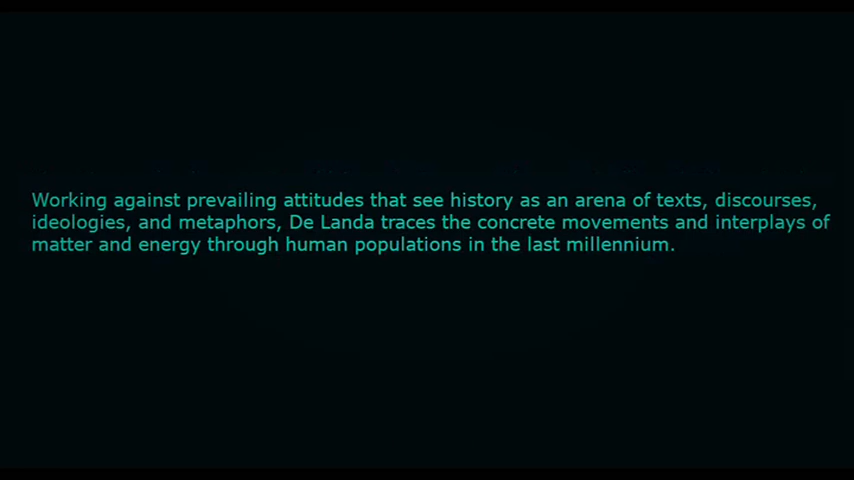 Working against prevailing attitudes that see history as an arena of texts, discourses,
ideologies, and metaphors, De Landa traces the concrete movements and interplays of
matter and energy through human populations in the last millennium.